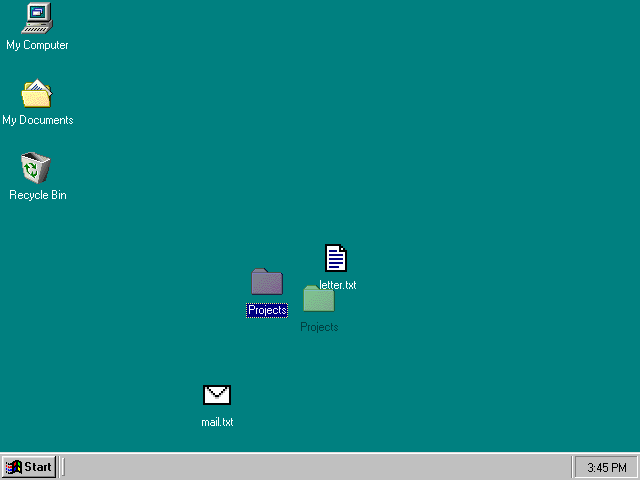 My Computer
My Documents
Recycle Bin
letter.txt
Projects
Projects
mail.txt
Start
3:45 PM